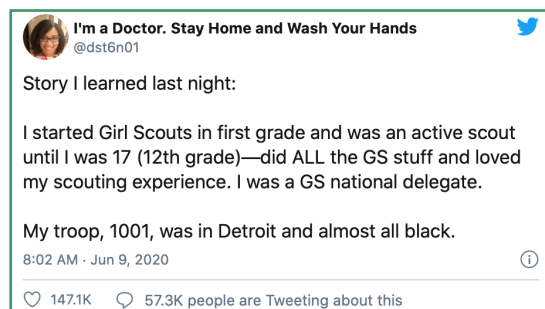 I'm a Doctor. Stay Home and Wash Your Hands
@dst6n01
Story I learned last night:
I started Girl Scouts in first grade and was an active scout
until I was 17 (12th grade)—did ALL the GS stuff and loved
my scouting experience. I was a GS national delegate.
My troop, 1001, was in Detroit and almost all black.
8:02 AM · Jun 9, 2020
147.1K 57.3K people are Tweeting about this